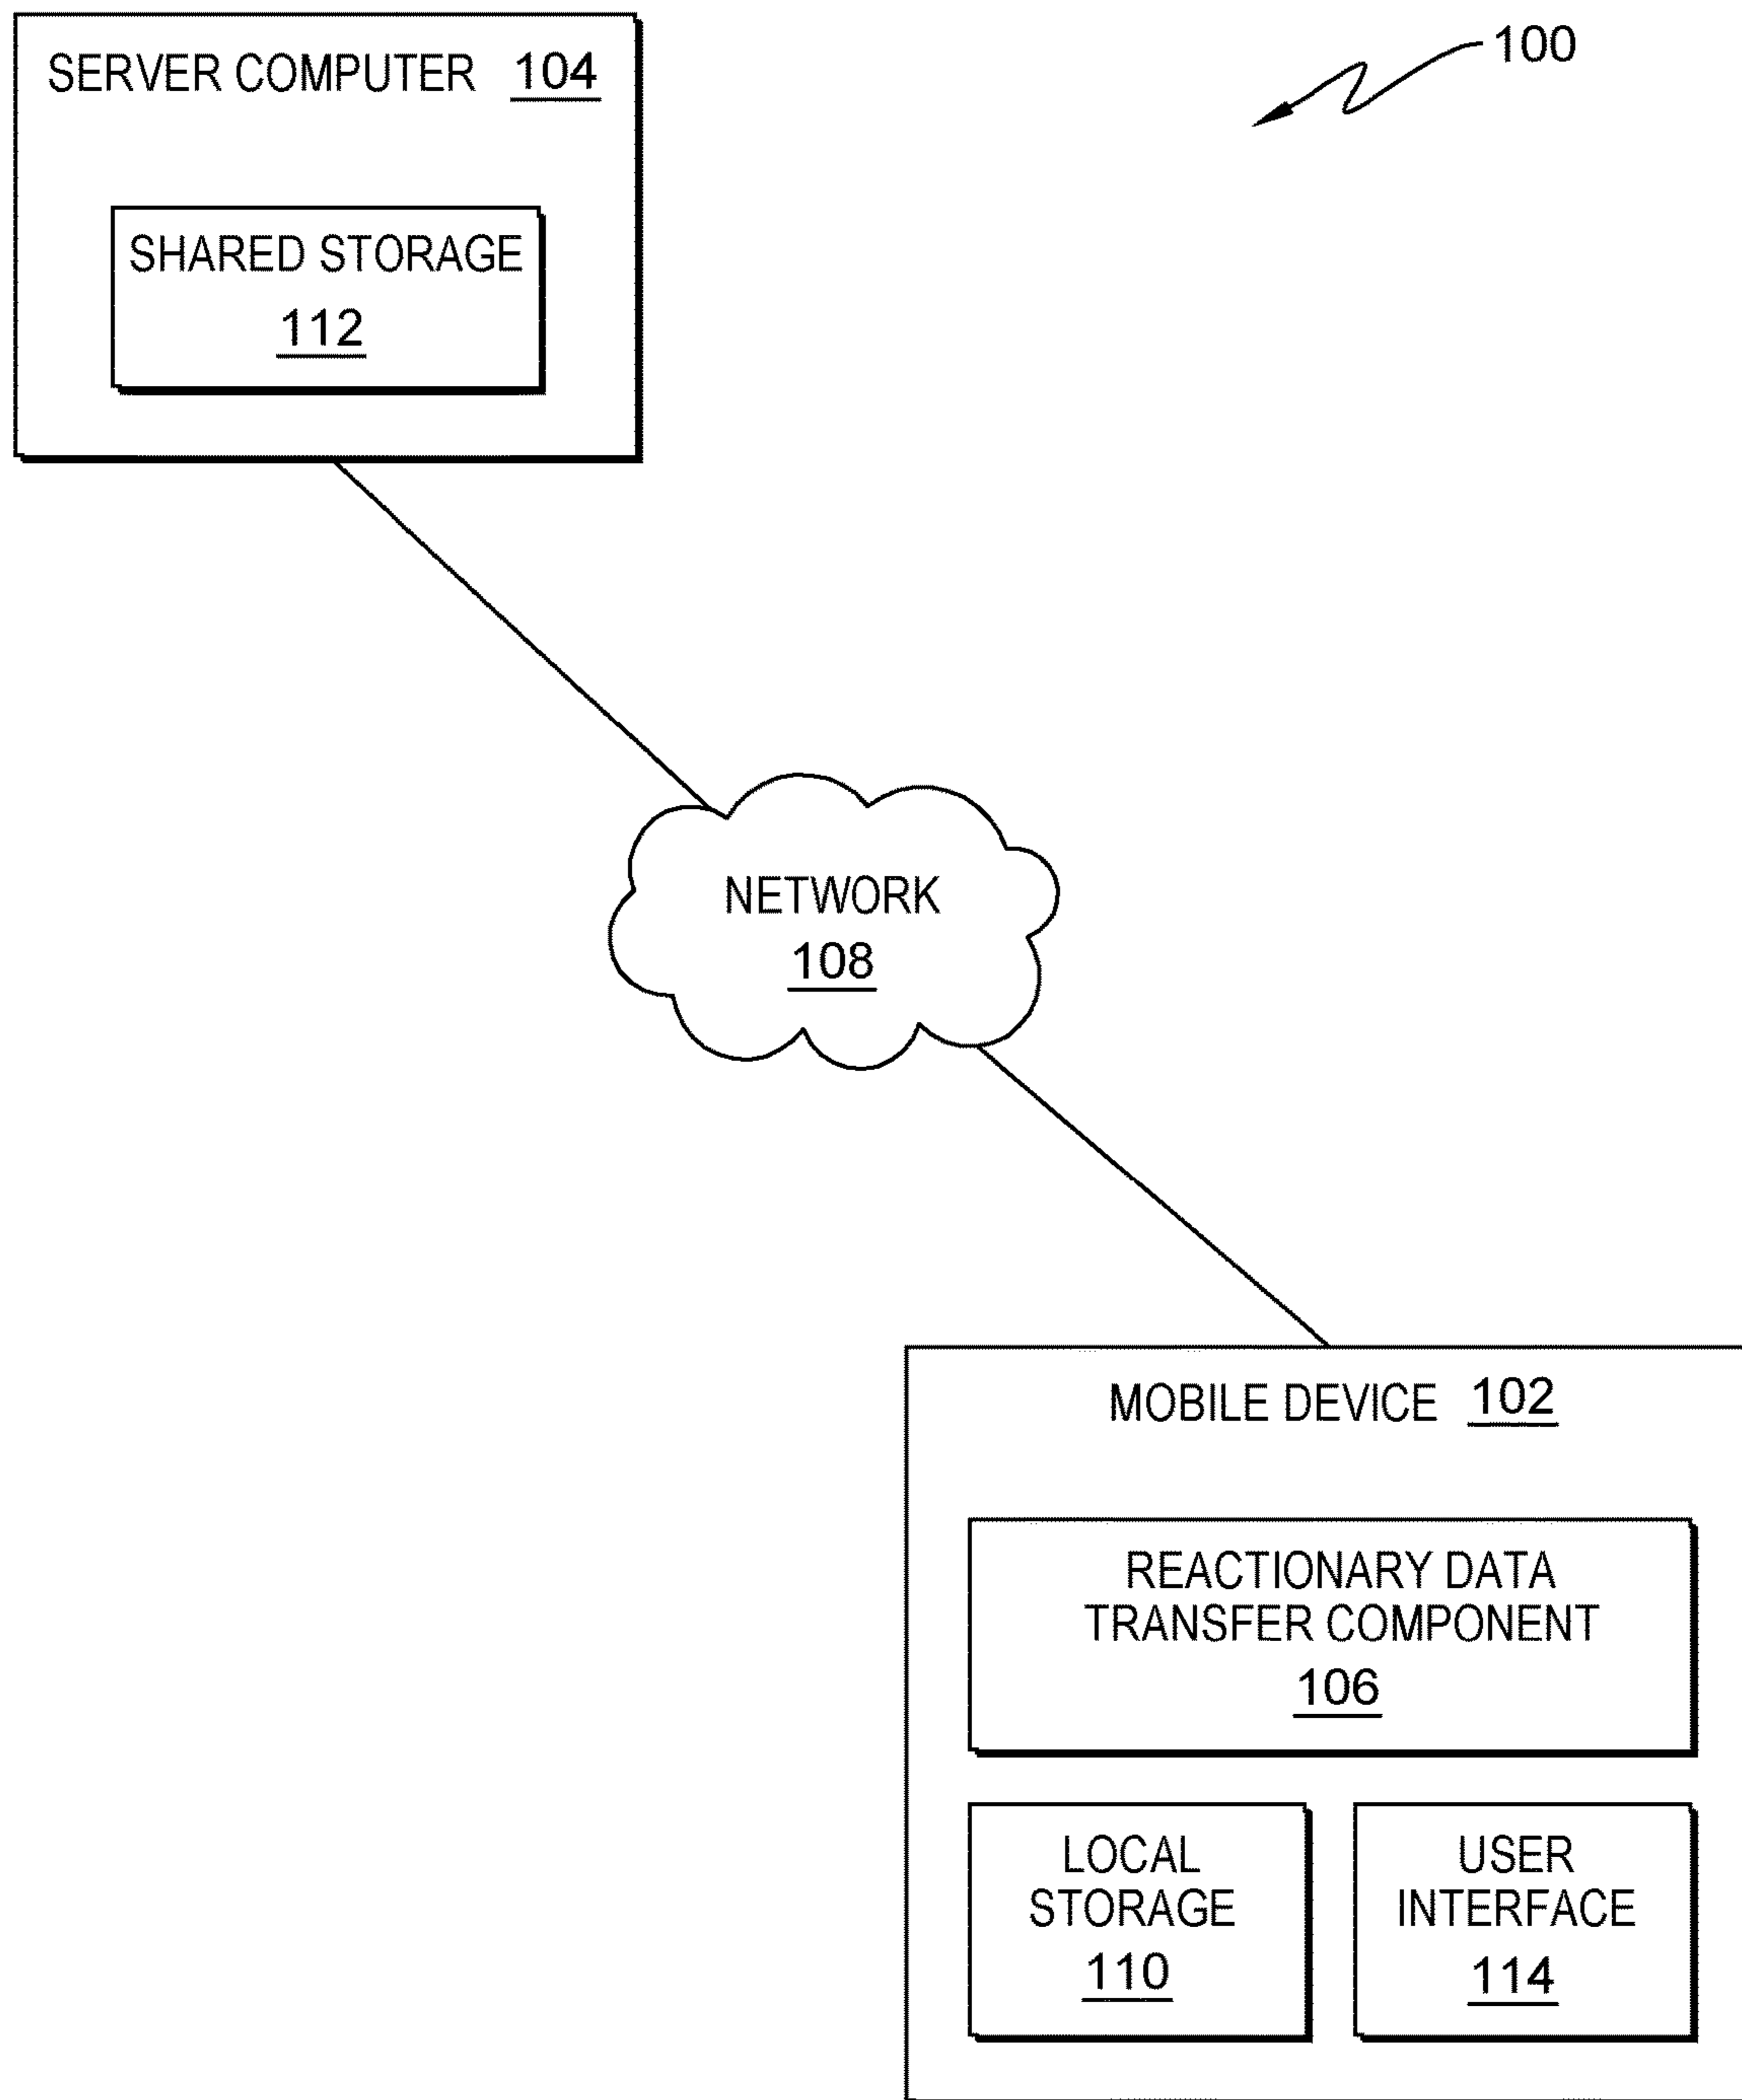 SERVER COMPUTER 104
100
SHARED STORAGE
112
NETWORK
108
MOBILE DEVICE 102
REACTIONARY DATA
TRANSFER COMPONENT
106
LOCAL
STORAGE
110
USER
INTERFACE
114